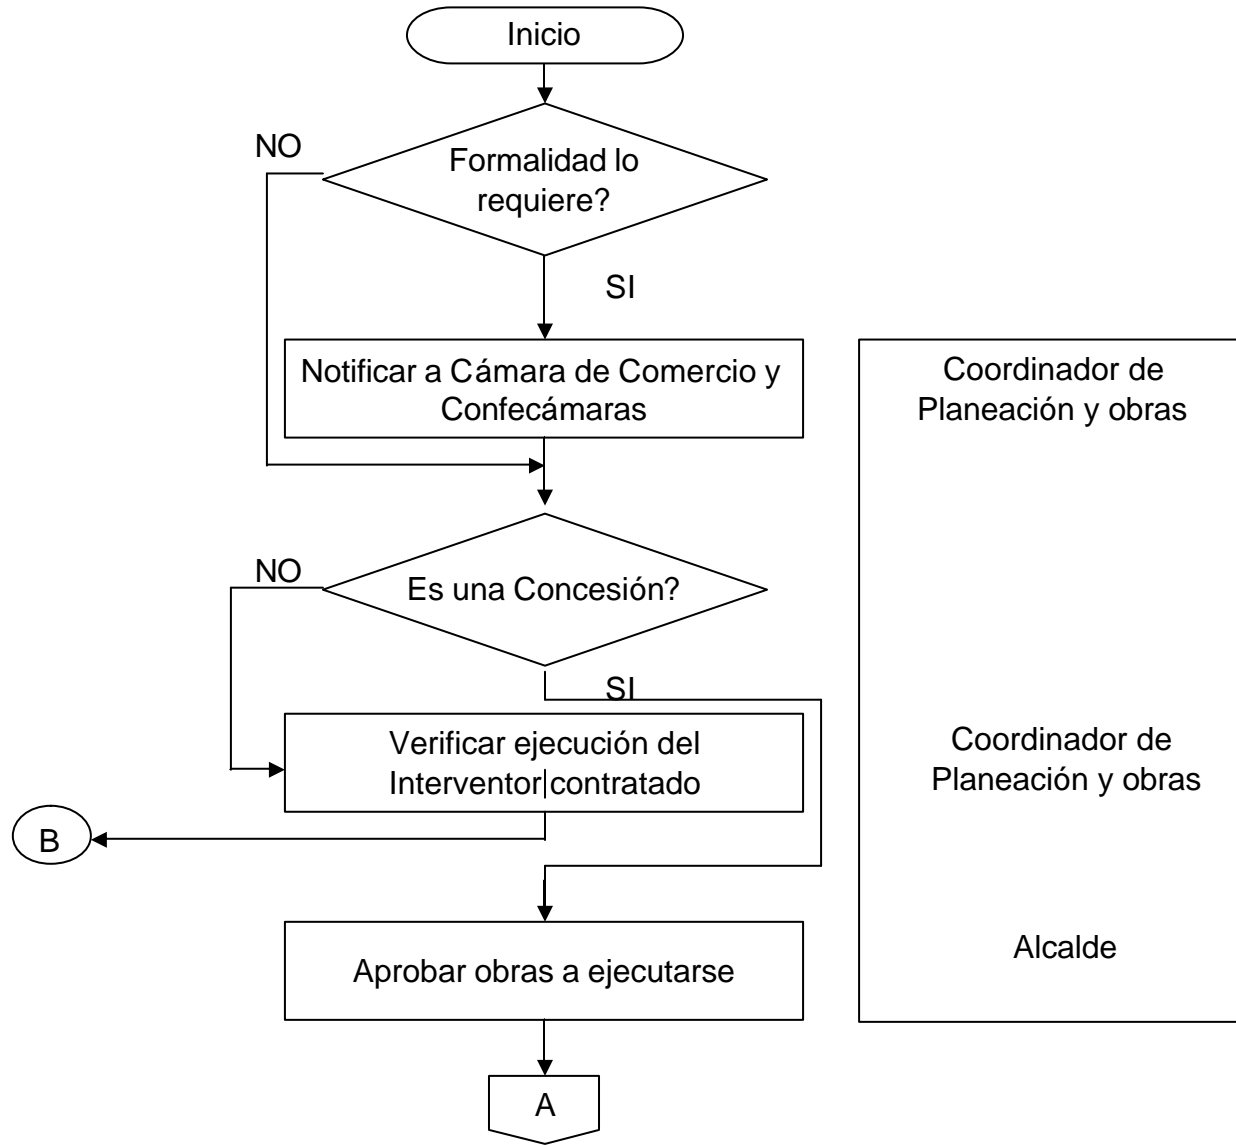 Inicio
NO
Formalidad lo
requiere?
SI
Notificar a Cámara de Comercio y
Confecámaras
Coordinador de
Planeación y obras
NO
Es una Concesión?
SI
Verificar ejecución del
Interventor contratado
Coordinador de
Planeación y obras
B
Aprobar obras a ejecutarse
Alcalde
A